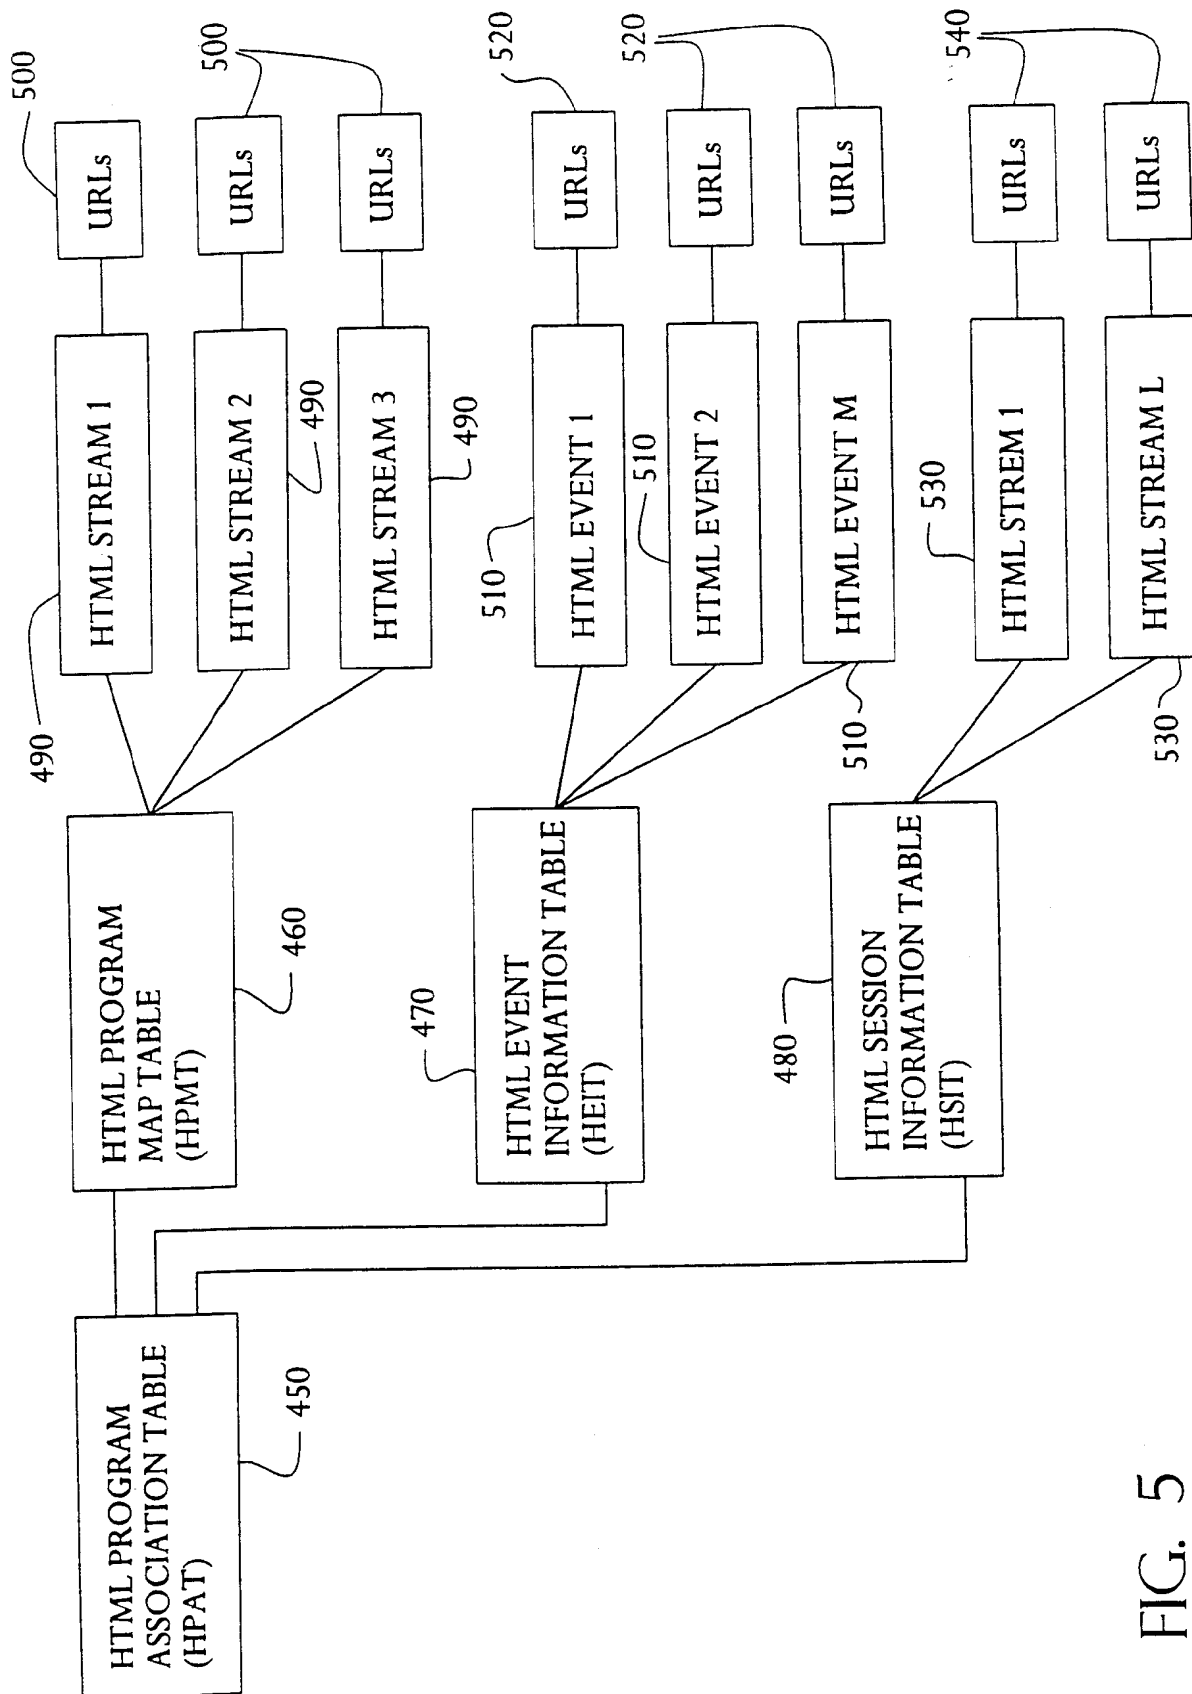 HTML PROGRAM
ASSOCIATION TABLE
(HPAT)
450
HTML PROGRAM
MAP TABLE
(HPMT)
460
HTML EVENT
INFORMATION TABLE
(HEIT)
470
HTML SESSION
INFORMATION TABLE
(HSIT)
480
490
HTML STREAM 1
URLs
500
HTML STREAM 2
490
URLs
500
HTML STREAM 3
490
URLs
510
HTML EVENT 1
URLs
520
510
HTML EVENT 2
URLs
520
HTML EVENT M
510
URLs
HTML STREM 1
530
URLs
540
HTML STREAM L
530
URLs
FIG. 5